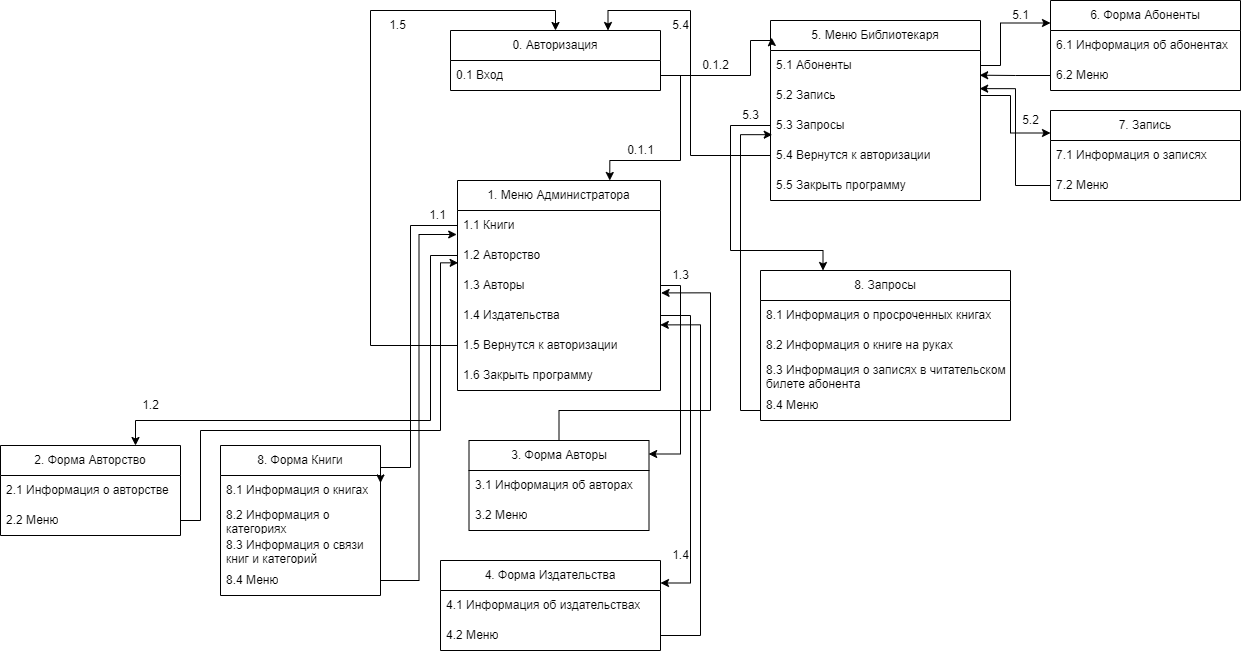 1.5
5.4
0. Авторизация
0.1 Вход
0.1.2
0.1.1
5. Меню Библиотекаря
5.1 Абоненты
5.2 Запись
5.3 Запросы
5.4 Вернутся к авторизации
5.5 Закрыть программу
5.1
6. Форма Абоненты
6.1 Информация об абонентах
6.2 Меню
5.2
7. Запись
7.1 Информация о записях
7.2 Меню
5.3
8. Запросы
8.1 Информация о просроченных книгах
8.2 Информация о книге на руках
8.3 Информация о записях в читательском
билете абонента
8.4 Меню
1. Меню Администратора
1.1 Книги
1.2 Авторство
1.3 Авторы
1.4 Издательства
1.5 Вернутся к авторизации
1.6 Закрыть программу
1.1
1.3
1.2
2. Форма Авторство
2.1 Информация о авторстве
2.2 Меню
8. Форма Книги
8.1 Информация о книгах
8.2 Информация о
категориях
8.3 Информация о связи
книг и категорий
8.4 Меню
3. Форма Авторы
3.1 Информация об авторах
3.2 Меню
1.4
4. Форма Издательства
4.1 Информация об издательствах
4.2 Меню